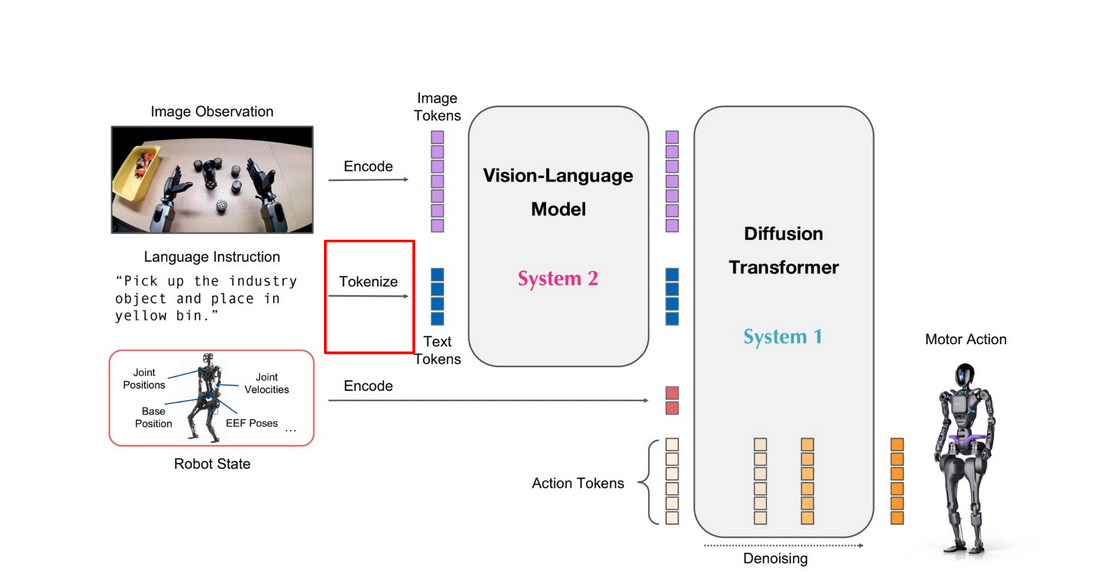 Image Observation
Encode
Image
Tokens
Vision-Language
Model
System 2
Diffusion
Transformer
System 1
Language Instruction
“Pick up the industry
object and place in
yellow bin.”
Tokenize
Text
Tokens
Joint
Positions
Joint
Velocities
Base
Position
EEF Poses ...
Robot State
Encode
Action Tokens
Denoising
Motor Action